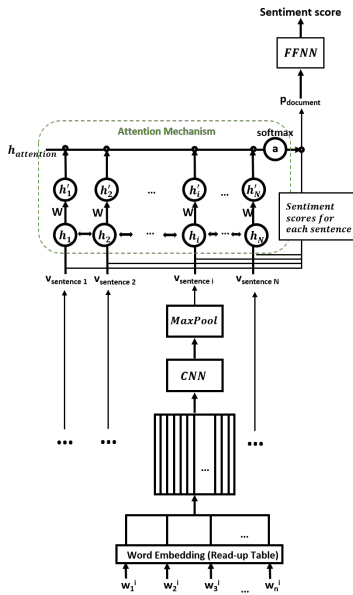 Sentiment score
FFNN
p_document
Attention Mechanism
softmax
h_attention
a
h'_1 h'_2 ... h'_i ... h'_N
W W W W
Sentiment
scores for
each sentence
h_1 h_2 ... h_i ... h_N
v_sentence 1 v_sentence 2 v_sentence i v_sentence N
MaxPool
CNN
... ... ...
...
...
Word Embedding (Read-up Table)
w_1^i w_2^i w_3^i ... w_n^i